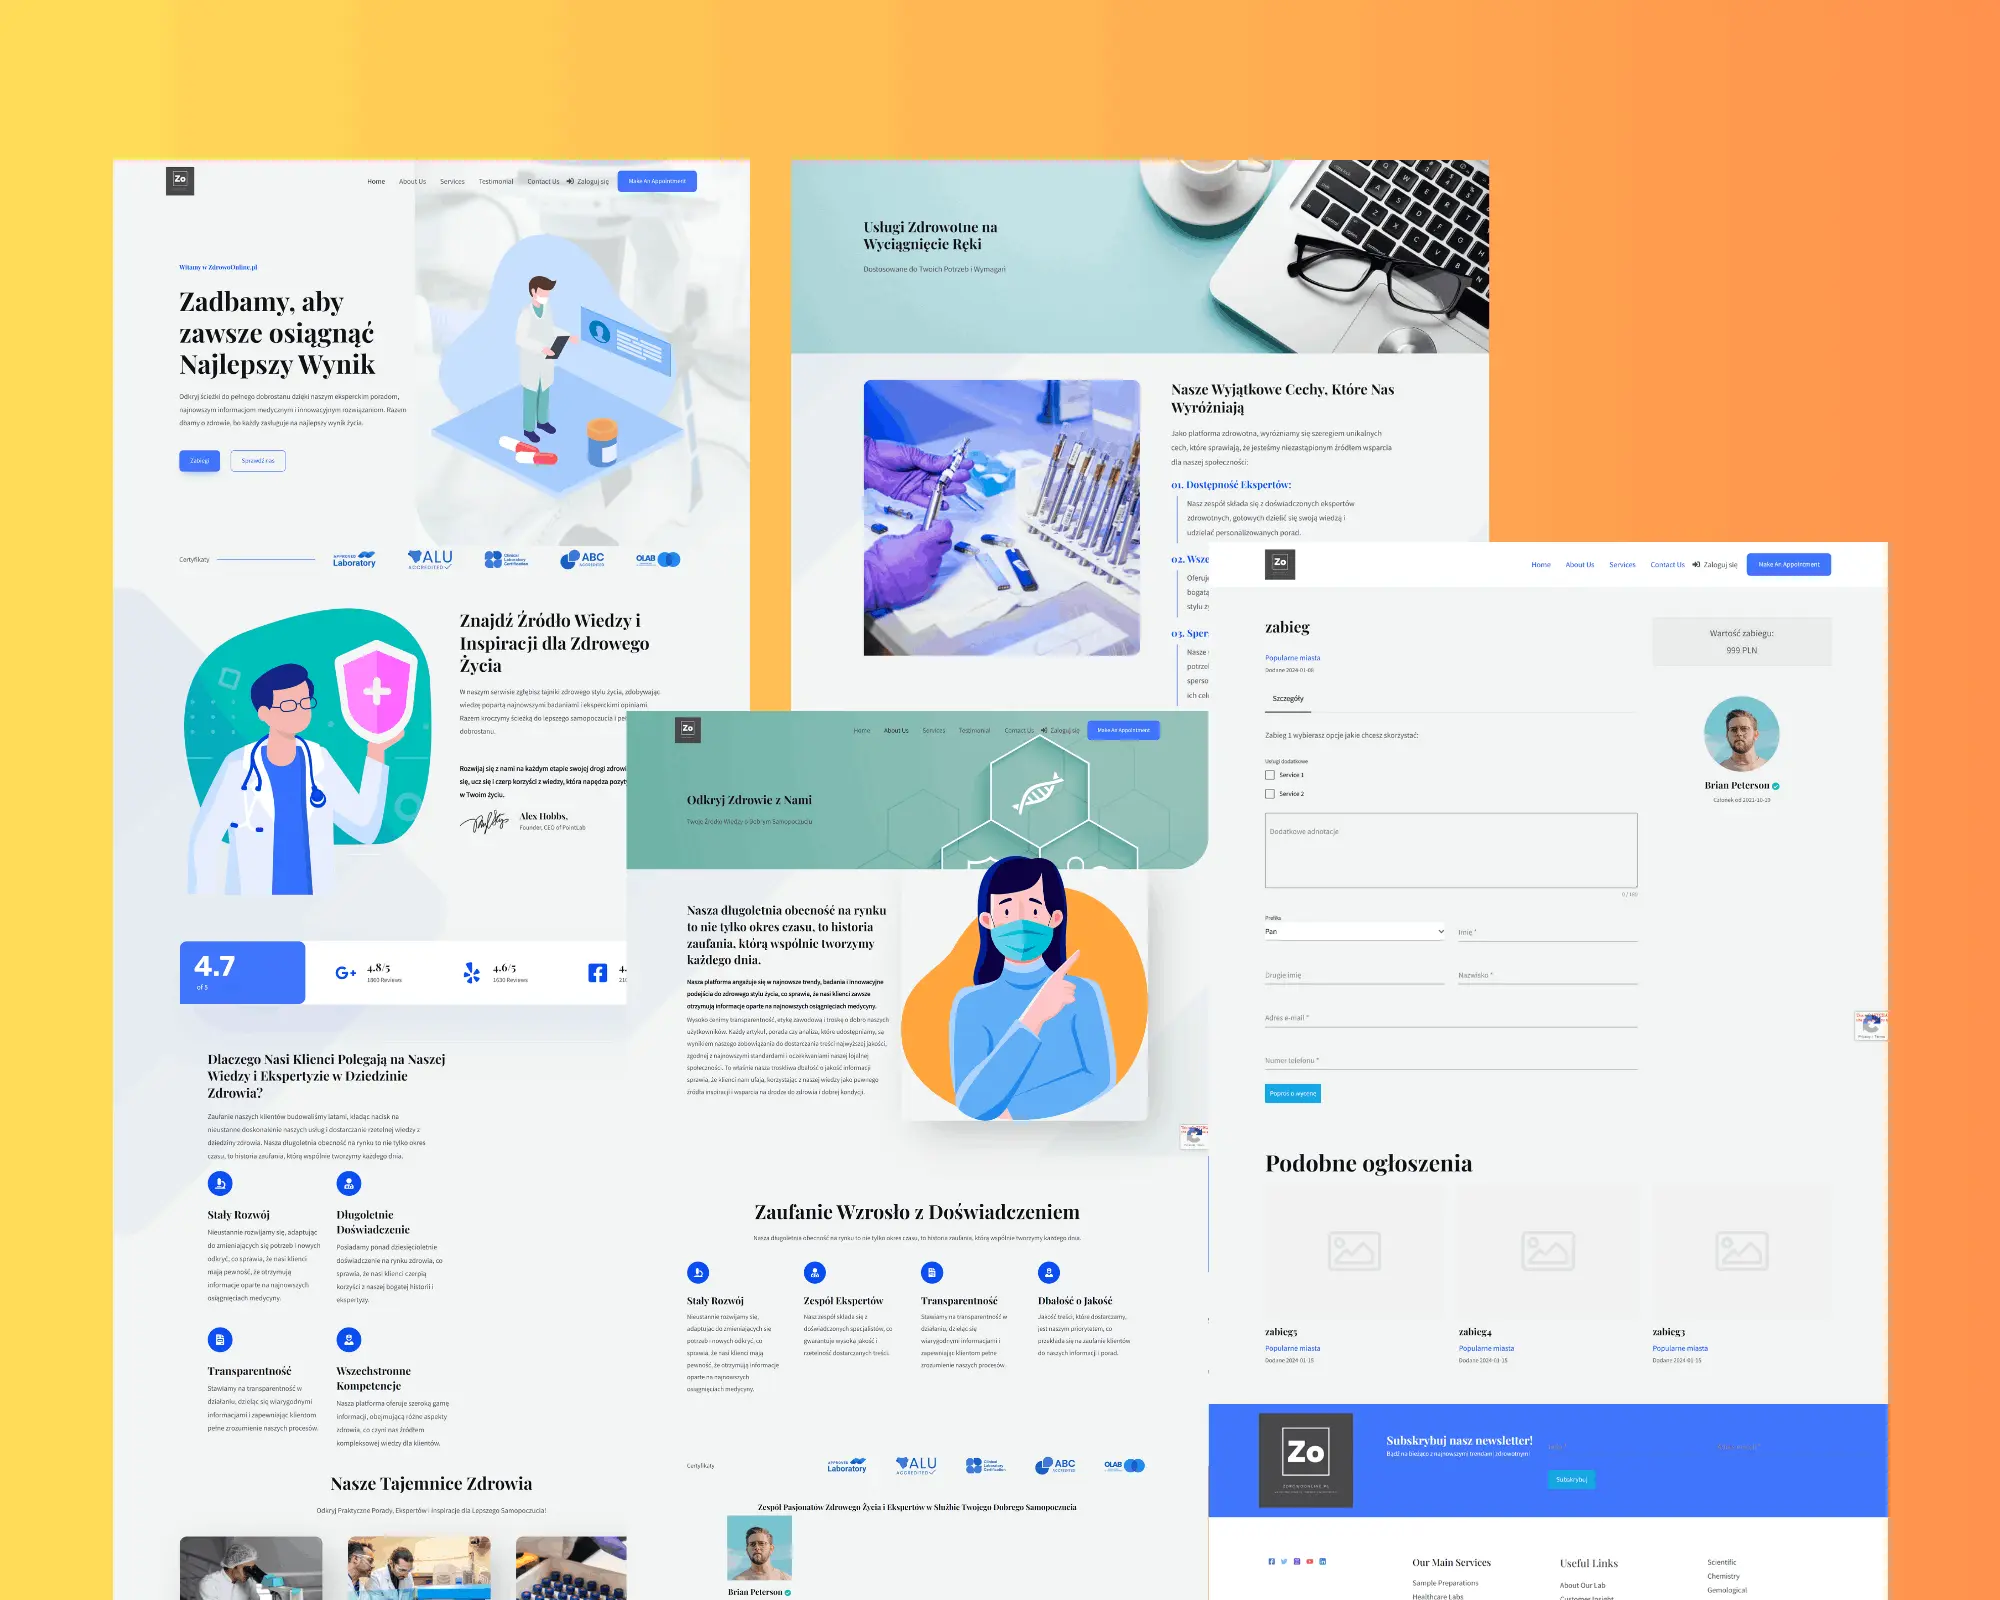 Zo
Home
About Us
Services
Testimonial
Contact Us
Zaloguj się
Make An Appointment
Witamy w ZdrowoOnline.pl
Zadbamy, aby
zawsze osiągnąć
Najlepszy Wynik
Odkryj ścieżki do pełnego dobrostanu dzięki naszym eksperckim poradom,
najnowszym informacjom medycznym i innowacyjnym rozwiązaniom. Razem
dbamy o zdrowie, bo każdy zasługuje na najlepszy wynik życia.
Zabiegi
Sprawdź nas
Certyfikaty
APPROVED
Laboratory
ALU
ACCREDITED
Clinical
Laboratory
Certification
ABC
ACCREDITED
OLAB
Znajdź Źródło Wiedzy i
Inspiracji dla Zdrowego
Życia
W naszym serwisie zgłębisz tajniki zdrowego stylu życia, zdobywając
wiedzę popartą najnowszymi badaniami i eksperckimi opiniami.
Razem kroczymy ścieżką do lepszego samopoczucia i peł
dobrostanu.
Rozwijaj się z nami na każdym etapie swojej drogi zdrowi
się, ucz się i czerp korzyści z wiedzy, która napędza pozyty
w Twoim życiu.
Alex Hobbs,
Founder, CEO of PointLab
4.7
of 5
4.8/5
1860 Reviews
4.6/5
1630 Reviews
4.
210
Dlaczego Nasi Klienci Polegają na Naszej
Wiedzy i Ekspertyzie w Dziedzinie
Zdrowia?
Zaufanie naszych klientów budowaliśmy latami, kładąc nacisk na
nieustanne doskonalenie naszych usług i dostarczanie rzetelnej wiedzy z
dziedziny zdrowia. Nasza długoletnia obecność na rynku to nie tylko okres
czasu, to historia zaufania, którą wspólnie tworzymy każdego dnia.
Stały Rozwój
Nieustannie rozwijamy się, adaptując
do zmieniających się potrzeb i nowych
odkryć, co sprawia, że nasi klienci
mają pewność, że otrzymują
informacje oparte na najnowszych
osiągnięciach medycyny.
Długoletnie
Doświadczenie
Posiadamy ponad dziesięcioletnie
doświadczenie na rynku zdrowia, co
sprawia, że nasi klienci czerpią
korzyści z naszej bogatej historii i
ekspertyzy.
Transparentność
Stawiamy na transparentność w
działaniu, dzieląc się wiarygodnymi
informacjami i zapewniając klientom
pełne zrozumienie naszych procesów.
Wszechstronne
Kompetencje
Nasza platforma oferuje szeroką gamę
informacji, obejmującą różne aspekty
zdrowia, co czyni nas źródłem
kompleksowej wiedzy dla klientów.
Nasze Tajemnice Zdrowia
Odkryj Praktyczne Porady, Ekspertów i Inspiracje dla Lepszego Samopoczucia!
Usługi Zdrowotne na
Wyciągnięcie Ręki
Dostosowane do Twoich Potrzeb i Wymagań
Nasze Wyjątkowe Cechy, Które Nas
Wyróżniają
Jako platforma zdrowotna, wyróżniamy się szeregiem unikalnych
cech, które sprawiają, że jesteśmy niezastąpionym źródłem wsparcia
dla naszej społeczności:
01. Dostępność Ekspertów:
Nasz zespół składa się z doświadczonych ekspertów
zdrowotnych, gotowych dzielić się swoją wiedzą i
udzielać personalizowanych porad.
02. Wsze
Oferuje
bogatą
stylu ży
03. Sper
Nasze
potrzeb
sperso
ich cel
Zo
Home
About Us
Services
Testimonial
Contact Us
Zaloguj się
Make An Appointment
Odkryj Zdrowie z Nami
Twoje Źródło Wiedzy o dobrym Samopoczuciu
Nasza długoletnia obecność na rynku
to nie tylko okres czasu, to historia
zaufania, którą wspólnie tworzymy
każdego dnia.
Nasza platforma angażuje się w najnowsze trendy, badania i innowacyjne
podejścia do zdrowego stylu życia, co sprawia, że nasi klienci zawsze
otrzymują informacje oparte na najnowszych osiągnięciach medycyny.
Wysoko cenimy transparentność, etykę zawodową i troskę o dobro naszych
użytkowników. Każdy artykuł, porada czy analiza, które udostępniamy, są
wynikiem naszego zobowiązania do dostarczania treści najwyższej jakości,
zgodnej z najnowszymi standardami i oczekiwaniami naszej lojalnej
społeczności. To właśnie nasza troskliwa dbałość o jakość informacji
sprawia, że klienci nam ufają, korzystając z naszej wiedzy jako pewnego
źródła inspiracji i wsparcia na drodze do zdrowia i dobrej kondycji.
Zaufanie Wzrosło z Doświadczeniem
Nasza długoletnia obecność na rynku to nie tylko okres czasu, to historia zaufania, którą wspólnie tworzymy każdego dnia.
Stały Rozwój
Nieustannie rozwijamy się,
adaptując do zmieniających się
potrzeb i nowych odkryć, co
sprawia, że nasi klienci mają
pewność, że otrzymują informacje
oparte na najnowszych
osiągnięciach medycyny.
Zespół Ekspertów
Nasz zespół składa się z
doświadczonych specjalistów, co
gwarantuje wysoką jakość i
rzetelność dostarczanych treści.
Transparentność
Stawiamy na transparentność w
działaniu, dzieląc się
wiarygodnymi informacjami i
zapewniając klientom pełne
zrozumienie naszych procesów.
Dbałość o Jakość
Jakość treści, które dostarczamy,
jest naszym priorytetem, co
przekłada się na zaufanie klientów
do naszych informacji i porad.
Certyfikaty
APPROVED
Laboratory
ALU
ACCREDITED
Clinical
Laboratory
Certification
ABC
ACCREDITED
OLAB
Zespół Pasjonatów Zdrowego Życia i Ekspertów w Służbie Twojego Dobrego Samopoczucia
Brian Peterson
Zo
Home
About Us
Services
Contact Us
Zaloguj się
Make An Appointment
zabieg
Popularne miasta
Dodane 2024-01-08
Szczegóły
Zabieg 1 wybierasz opcje jakie chcesz skorzystać:
Usługi dodatkowe
Service 1
Service 2
Dodatkowe adnotacje
0 / 180
Prefiks
Pan
Imię *
Drugie imię
Nazwisko *
Adres e-mail *
Numer telefonu *
Poproś o wycenę
Wartość zabiegu:
999 PLN
Brian Peterson
Członek od 2021-10-29
Podobne ogłoszenia
zabieg5
Popularne miasta
Dodane 2024-01-15
zabieg4
Popularne miasta
Dodane 2024-01-15
zabieg3
Popularne miasta
Dodane 2024-01-15
Zo
ZDROWOONLINE.PL
Subskrybuj nasz newsletter!
Bądź na bieżąco z najnowszymi trendami zdrowotnymi
Subskrybuj
Our Main Services
Sample Preparations
Healthcare Labs
Useful Links
About Our Lab
Customer Insight
Scientific
Chemistry
Gemological